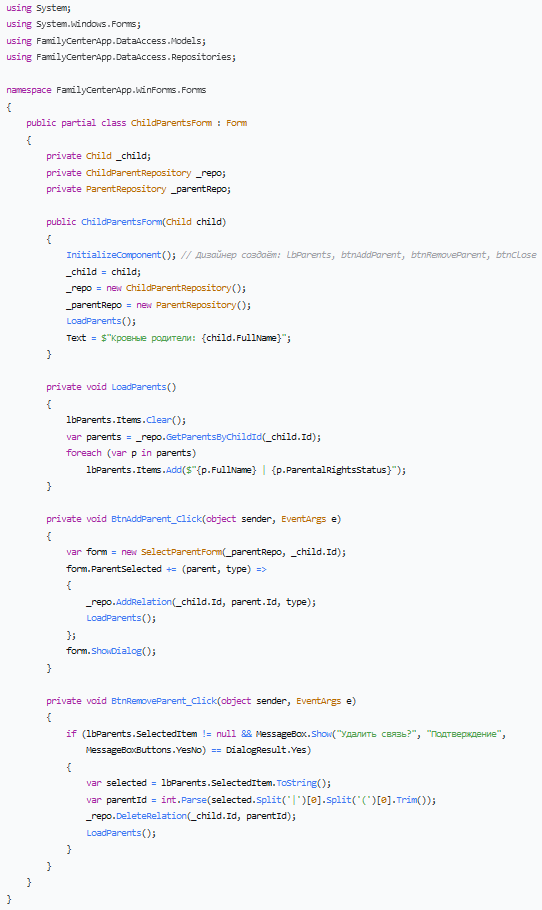 using System;
using System.Windows.Forms;
using FamilyCenterApp.DataAccess.Models;
using FamilyCenterApp.DataAccess.Repositories;

namespace FamilyCenterApp.WinForms.Forms
{
    public partial class ChildParentsForm : Form
    {
        private Child _child;
        private ChildParentRepository _repo;
        private ParentRepository _parentRepo;

        public ChildParentsForm(Child child)
        {
            InitializeComponent(); // Дизайнер создаёт: lbParents, btnAddParent, btnRemoveParent, btnClose
            _child = child;
            _repo = new ChildParentRepository();
            _parentRepo = new ParentRepository();
            LoadParents();
            Text = $"Кровные родители: {child.FullName}";
        }

        private void LoadParents()
        {
            lbParents.Items.Clear();
            var parents = _repo.GetParentsByChildId(_child.Id);
            foreach (var p in parents)
                lbParents.Items.Add($"{p.FullName} | {p.ParentalRightsStatus}");
        }

        private void BtnAddParent_Click(object sender, EventArgs e)
        {
            var form = new SelectParentForm(_parentRepo, _child.Id);
            form.ParentSelected += (parent, type) =>
            {
                _repo.AddRelation(_child.Id, parent.Id, type);
                LoadParents();
            };
            form.ShowDialog();
        }

        private void BtnRemoveParent_Click(object sender, EventArgs e)
        {
            if (lbParents.SelectedItem != null && MessageBox.Show("Удалить связь?", "Подтверждение",
                MessageBoxButtons.YesNo) == DialogResult.Yes)
            {
                var selected = lbParents.SelectedItem.ToString();
                var parentId = int.Parse(selected.Split('|')[0].Split('(')[0].Trim());
                _repo.DeleteRelation(_child.Id, parentId);
                LoadParents();
            }
        }
    }
}